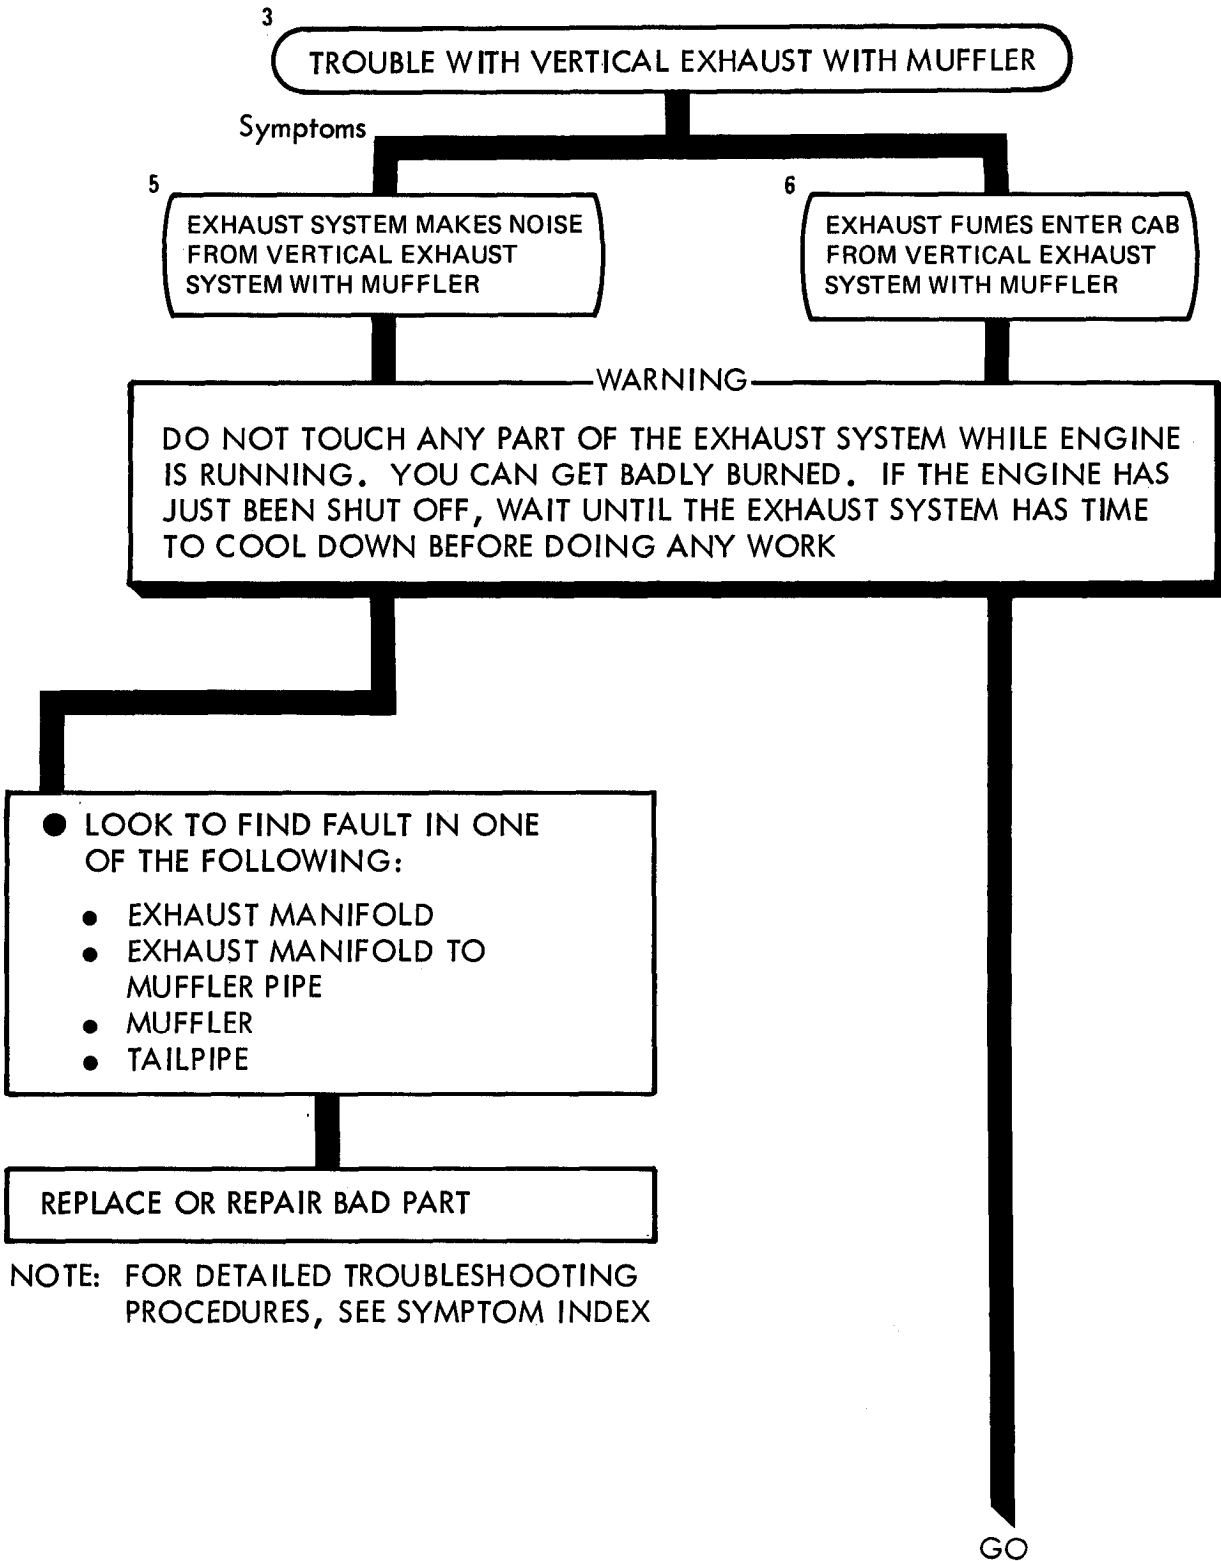 3
TROUBLE WITH VERTICAL EXHAUST WITH MUFFLER
Symptoms
5
EXHAUST SYSTEM MAKES NOISE
FROM VERTICAL EXHAUST
SYSTEM WITH MUFFLER
6
EXHAUST FUMES ENTER CAB
FROM VERTICAL EXHAUST
SYSTEM WITH MUFFLER
WARNING
DO NOT TOUCH ANY PART OF THE EXHAUST SYSTEM WHILE ENGINE
IS RUNNING. YOU CAN GET BADLY BURNED. IF THE ENGINE HAS
JUST BEEN SHUT OFF, WAIT UNTIL THE EXHAUST SYSTEM HAS TIME
TO COOL DOWN BEFORE DOING ANY WORK
● LOOK TO FIND FAULT IN ONE
OF THE FOLLOWING:
● EXHAUST MANIFOLD
● EXHAUST MANIFOLD TO
MUFFLER PIPE
● MUFFLER
● TAILPIPE
REPLACE OR REPAIR BAD PART
NOTE: FOR DETAILED TROUBLESHOOTING
PROCEDURES, SEE SYMPTOM INDEX
GO